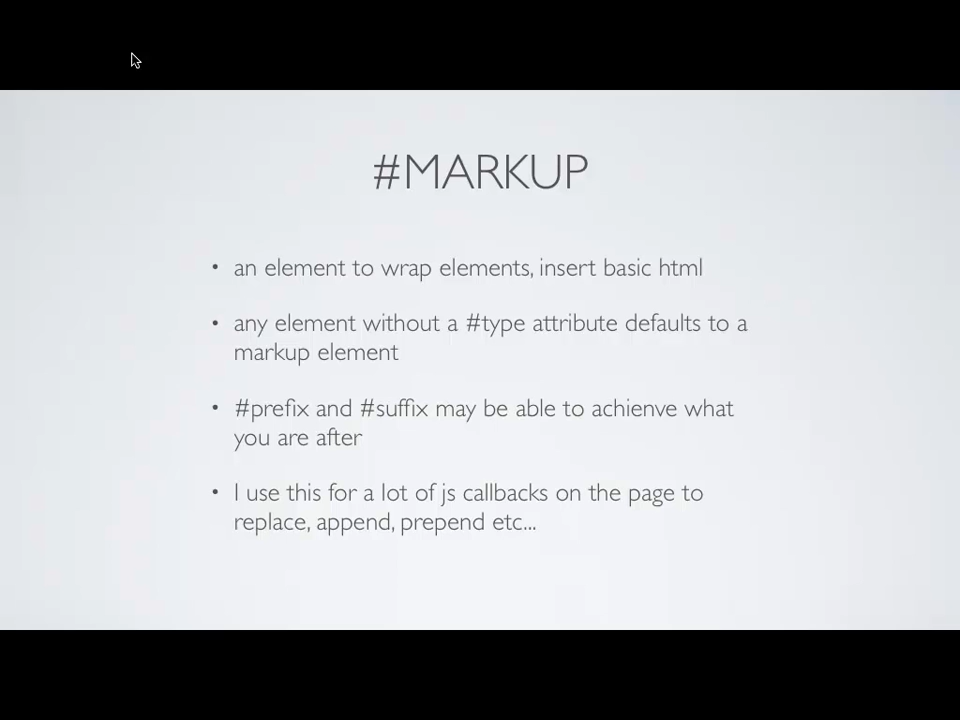 #MARKUP
• an element to wrap elements, insert basic html
• any element without a #type attribute defaults to a
markup element
• #prefix and #suffix may be able to achienve what
you are after
• I use this for a lot of js callbacks on the page to
replace, append, prepend etc...